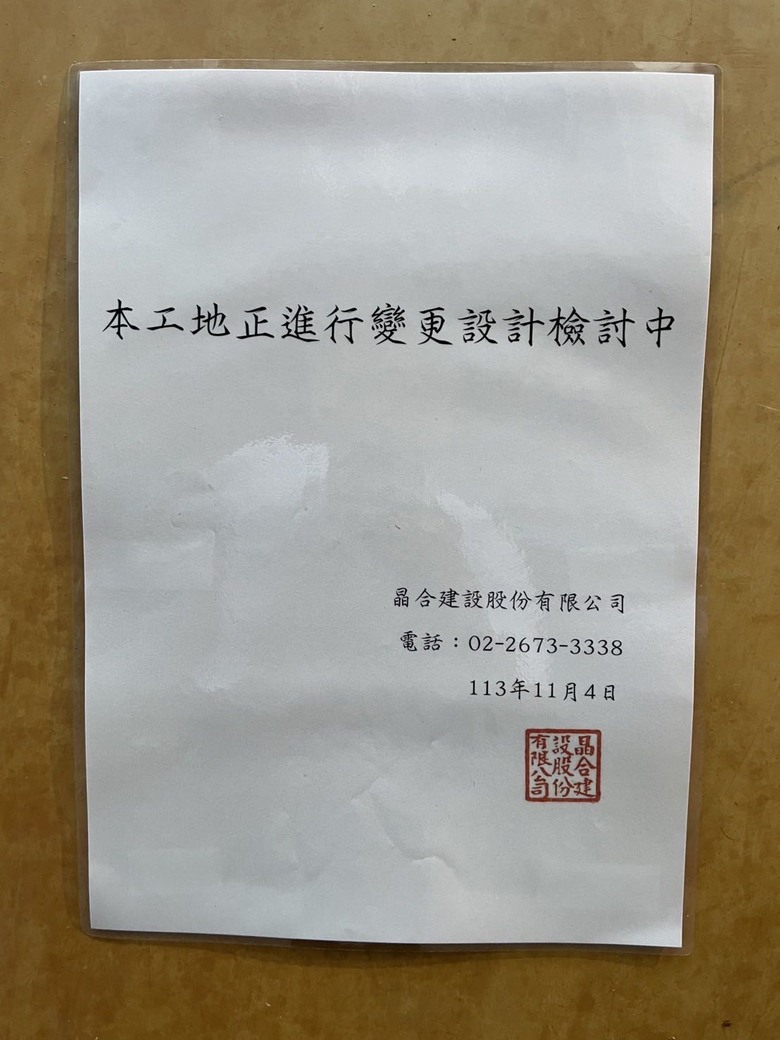 本工地正進行變更設計檢討中
晶合建設股份有限公司
電話：02-2673-3338
113年11月4日
晶合建
設股份
有限公司